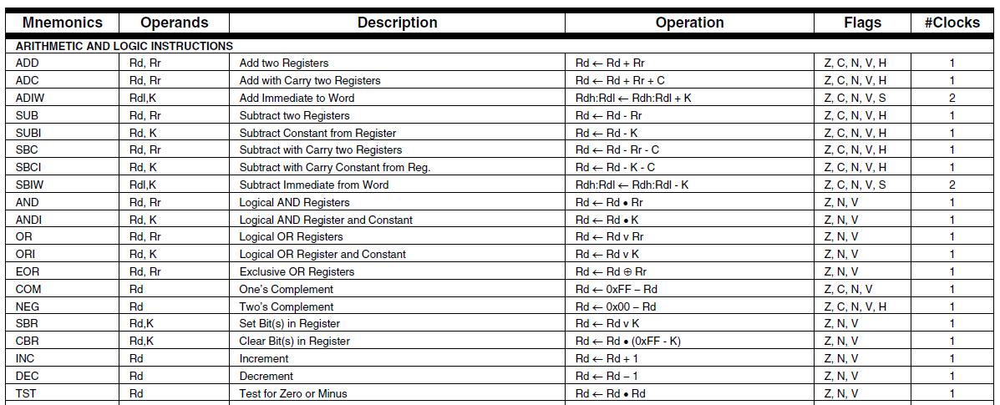 Mnemonics Operands Description Operation Flags #Clocks
ARITHMETIC AND LOGIC INSTRUCTIONS
ADD Rd, Rr Add two Registers Rd ← Rd + Rr Z, C, N, V, H 1
ADC Rd, Rr Add with Carry two Registers Rd ← Rd + Rr + C Z, C, N, V, H 1
ADIW Rdl,K Add Immediate to Word Rdh:Rdl ← Rdh:Rdl + K Z, C, N, V, S 2
SUB Rd, Rr Subtract two Registers Rd ← Rd - Rr Z, C, N, V, H 1
SUBI Rd, K Subtract Constant from Register Rd ← Rd - K Z, C, N, V, H 1
SBC Rd, Rr Subtract with Carry two Registers Rd ← Rd - Rr - C Z, C, N, V, H 1
SBCI Rd, K Subtract with Carry Constant from Reg. Rd ← Rd - K - C Z, C, N, V, H 1
SBIW Rdl,K Subtract Immediate from Word Rdh:Rdl ← Rdh:Rdl - K Z, C, N, V, S 2
AND Rd, Rr Logical AND Registers Rd ← Rd • Rr Z, N, V 1
ANDI Rd, K Logical AND Register and Constant Rd ← Rd • K Z, N, V 1
OR Rd, Rr Logical OR Registers Rd ← Rd v Rr Z, N, V 1
ORI Rd, K Logical OR Register and Constant Rd ← Rd v K Z, N, V 1
EOR Rd, Rr Exclusive OR Registers Rd ← Rd ⊕ Rr Z, N, V 1
COM Rd One’s Complement Rd ← 0xFF – Rd Z, C, N, V 1
NEG Rd Two’s Complement Rd ← 0x00 – Rd Z, C, N, V, H 1
SBR Rd,K Set Bit(s) in Register Rd ← Rd v K Z, N, V 1
CBR Rd,K Clear Bit(s) in Register Rd ← Rd • (0xFF - K) Z, N, V 1
INC Rd Increment Rd ← Rd + 1 Z, N, V 1
DEC Rd Decrement Rd ← Rd – 1 Z, N, V 1
TST Rd Test for Zero or Minus Rd ← Rd • Rd Z, N, V 1